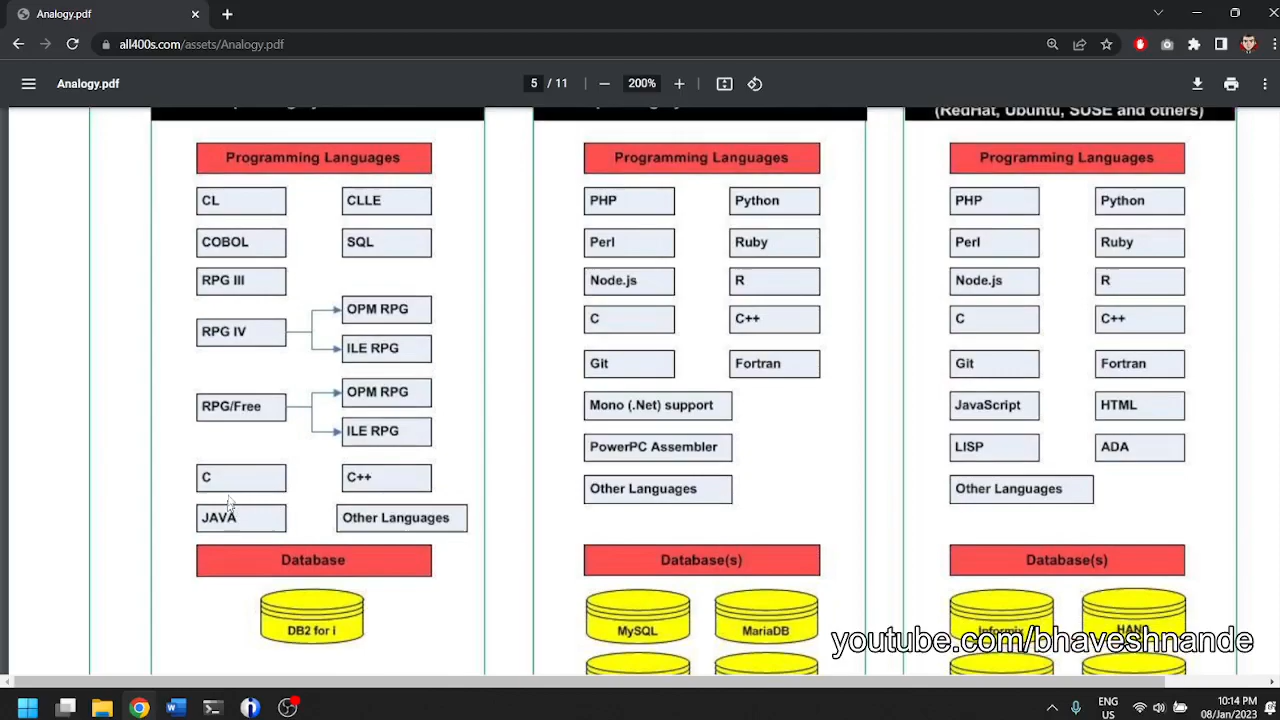 Analogy.pdf
all400s.com/assets/Analogy.pdf
Analogy.pdf
5 / 11
200%
(RedHat, Ubuntu, SUSE and others)
Programming Languages
CL
CLLE
COBOL
SQL
RPG III
RPG IV
OPM RPG
ILE RPG
RPG/Free
OPM RPG
ILE RPG
C
C++
JAVA
Other Languages
Database
DB2 for i
Programming Languages
PHP
Python
Perl
Ruby
Node.js
R
C
C++
Git
Fortran
Mono (.Net) support
PowerPC Assembler
Other Languages
Database(s)
MySQL
MariaDB
Programming Languages
PHP
Python
Perl
Ruby
Node.js
R
C
C++
Git
Fortran
JavaScript
HTML
LISP
ADA
Other Languages
Database(s)
Informix
youtube.com/bhaveshnande
ENG
US
10:14 PM
08/Jan/2023